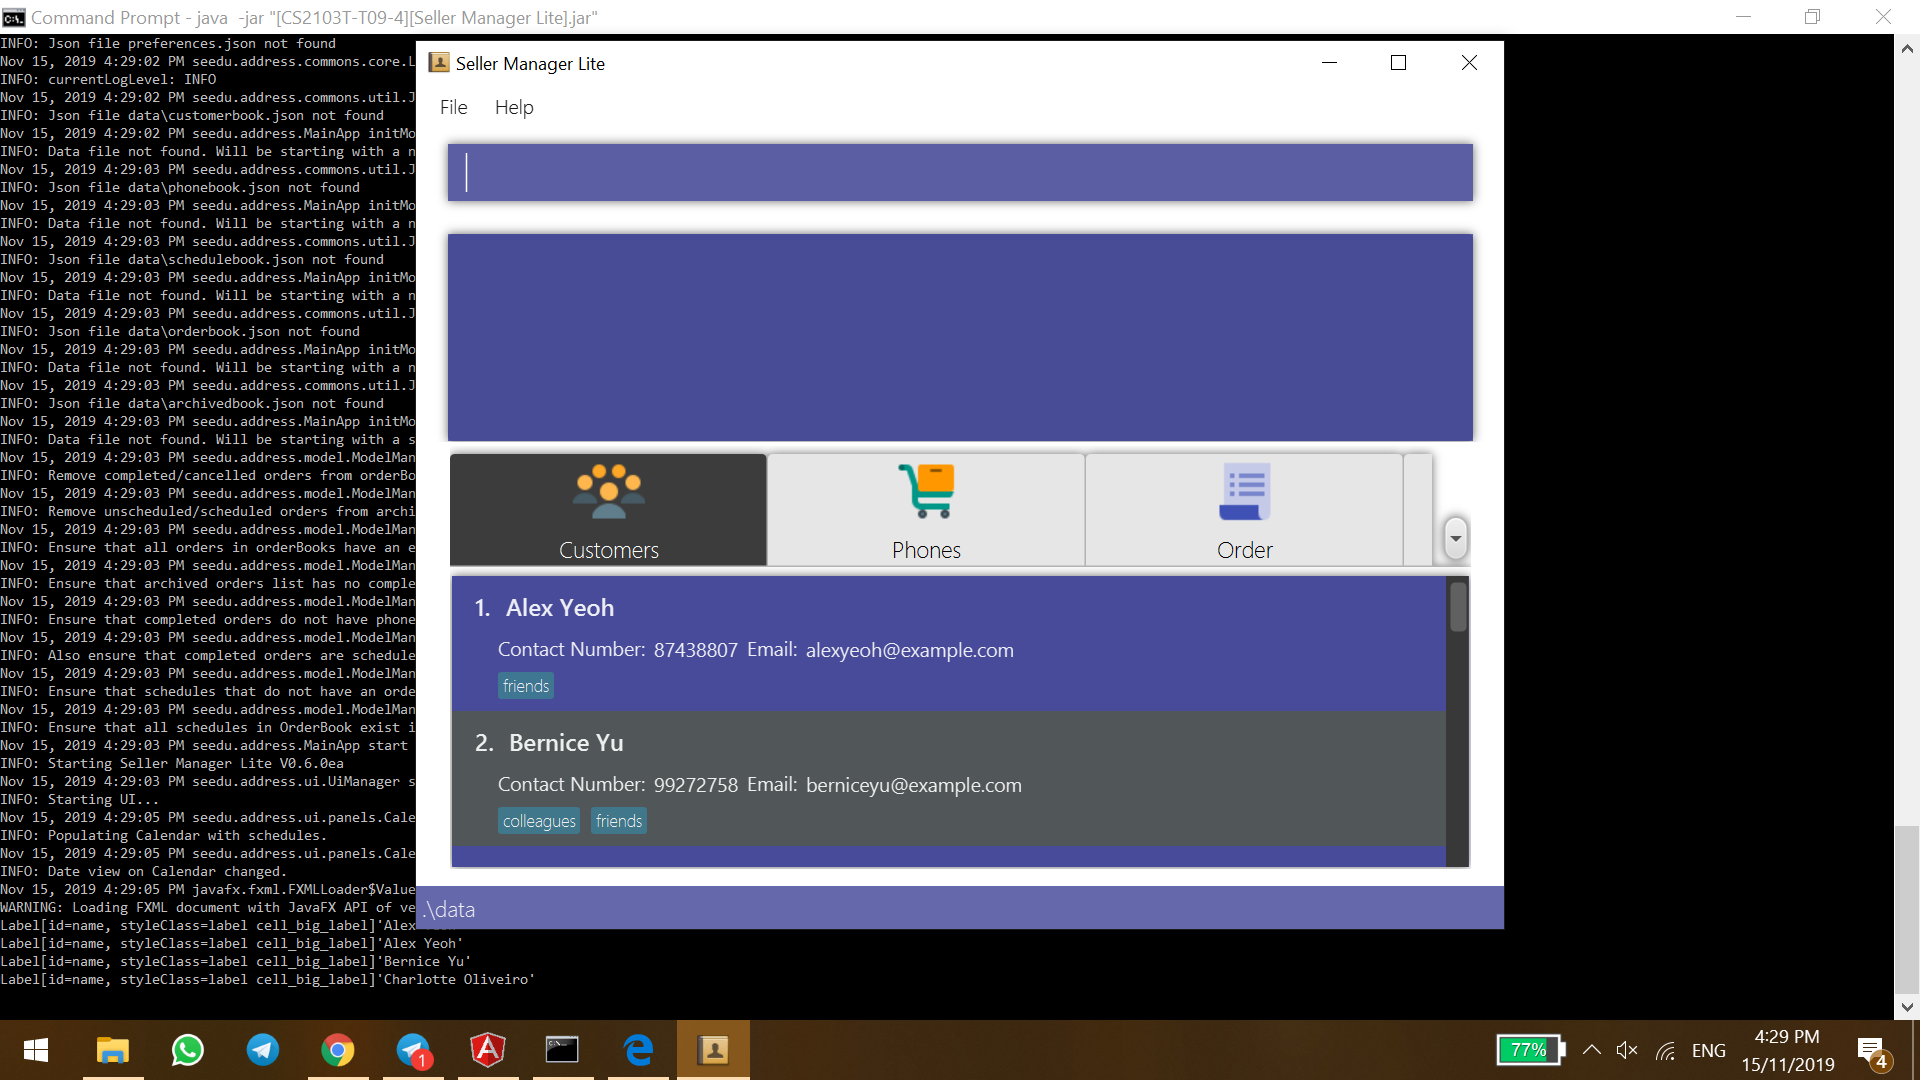 Command Prompt - java  -jar "[CS2103T-T09-4][Seller Manager Lite].jar"
INFO: Json file preferences.json not found
Nov 15, 2019 4:29:02 PM seedu.address.commons.core.L
INFO: currentLogLevel: INFO
Nov 15, 2019 4:29:02 PM seedu.address.commons.util.J
INFO: Json file data\customerbook.json not found
Nov 15, 2019 4:29:02 PM seedu.address.MainApp initMo
INFO: Data file not found. Will be starting with a n
Nov 15, 2019 4:29:03 PM seedu.address.commons.util.J
INFO: Json file data\phonebook.json not found
Nov 15, 2019 4:29:03 PM seedu.address.MainApp initMo
INFO: Data file not found. Will be starting with a n
Nov 15, 2019 4:29:03 PM seedu.address.commons.util.J
INFO: Json file data\schedulebook.json not found
Nov 15, 2019 4:29:03 PM seedu.address.MainApp initMo
INFO: Data file not found. Will be starting with a n
Nov 15, 2019 4:29:03 PM seedu.address.commons.util.J
INFO: Json file data\orderbook.json not found
Nov 15, 2019 4:29:03 PM seedu.address.MainApp initMo
INFO: Data file not found. Will be starting with a n
Nov 15, 2019 4:29:03 PM seedu.address.commons.util.J
INFO: Json file data\archivedbook.json not found
Nov 15, 2019 4:29:03 PM seedu.address.MainApp initMo
INFO: Data file not found. Will be starting with a s
Nov 15, 2019 4:29:03 PM seedu.address.model.ModelMan
INFO: Remove completed/cancelled orders from orderBo
Nov 15, 2019 4:29:03 PM seedu.address.model.ModelMan
INFO: Remove unscheduled/scheduled orders from archi
Nov 15, 2019 4:29:03 PM seedu.address.model.ModelMan
INFO: Ensure that all orders in orderBooks have an e
Nov 15, 2019 4:29:03 PM seedu.address.model.ModelMan
INFO: Ensure that archived orders list has no comple
Nov 15, 2019 4:29:03 PM seedu.address.model.ModelMan
INFO: Ensure that completed orders do not have phone
Nov 15, 2019 4:29:03 PM seedu.address.model.ModelMan
INFO: Also ensure that completed orders are schedule
Nov 15, 2019 4:29:03 PM seedu.address.model.ModelMan
INFO: Ensure that schedules that do not have an orde
Nov 15, 2019 4:29:03 PM seedu.address.model.ModelMan
INFO: Ensure that all schedules in OrderBook exist i
Nov 15, 2019 4:29:03 PM seedu.address.MainApp start
INFO: Starting Seller Manager Lite V0.6.0ea
Nov 15, 2019 4:29:03 PM seedu.address.ui.UiManager s
INFO: Starting UI...
Nov 15, 2019 4:29:05 PM seedu.address.ui.panels.Cale
INFO: Populating Calendar with schedules.
Nov 15, 2019 4:29:05 PM seedu.address.ui.panels.Cale
INFO: Date view on Calendar changed.
Nov 15, 2019 4:29:05 PM javafx.fxml.FXMLLoader$Value
WARNING: Loading FXML document with JavaFX API of ve
Label[id=name, styleClass=label cell_big_label]'Alex
Label[id=name, styleClass=label cell_big_label]'Alex Yeoh'
Label[id=name, styleClass=label cell_big_label]'Bernice Yu'
Label[id=name, styleClass=label cell_big_label]'Charlotte Oliveiro'
Seller Manager Lite
File Help
Customers Phones Order
1. Alex Yeoh
Contact Number: 87438807 Email: alexyeoh@example.com
friends
2. Bernice Yu
Contact Number: 99272758 Email: berniceyu@example.com
colleagues friends
.\data
1
77%
ENG
4:29 PM
15/11/2019
4